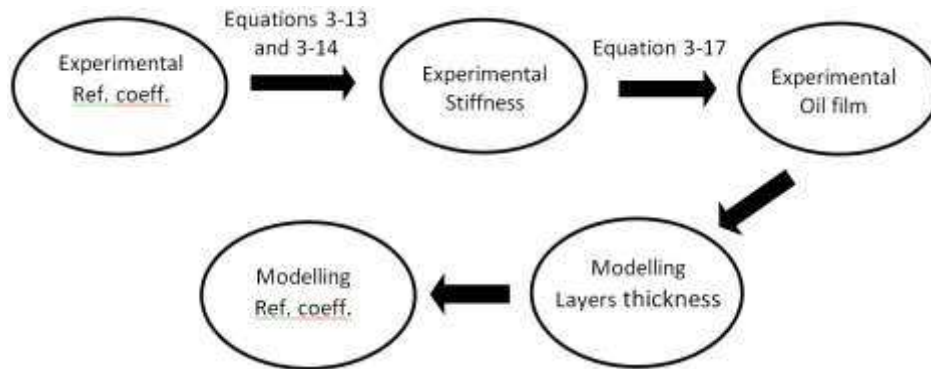 Equations 3-13
and 3-14
Equation 3-17
Experimental
Ref. coeff.
Experimental
Stiffness
Experimental
Oil film
Modelling
Layers thickness
Modelling
Ref. coeff.